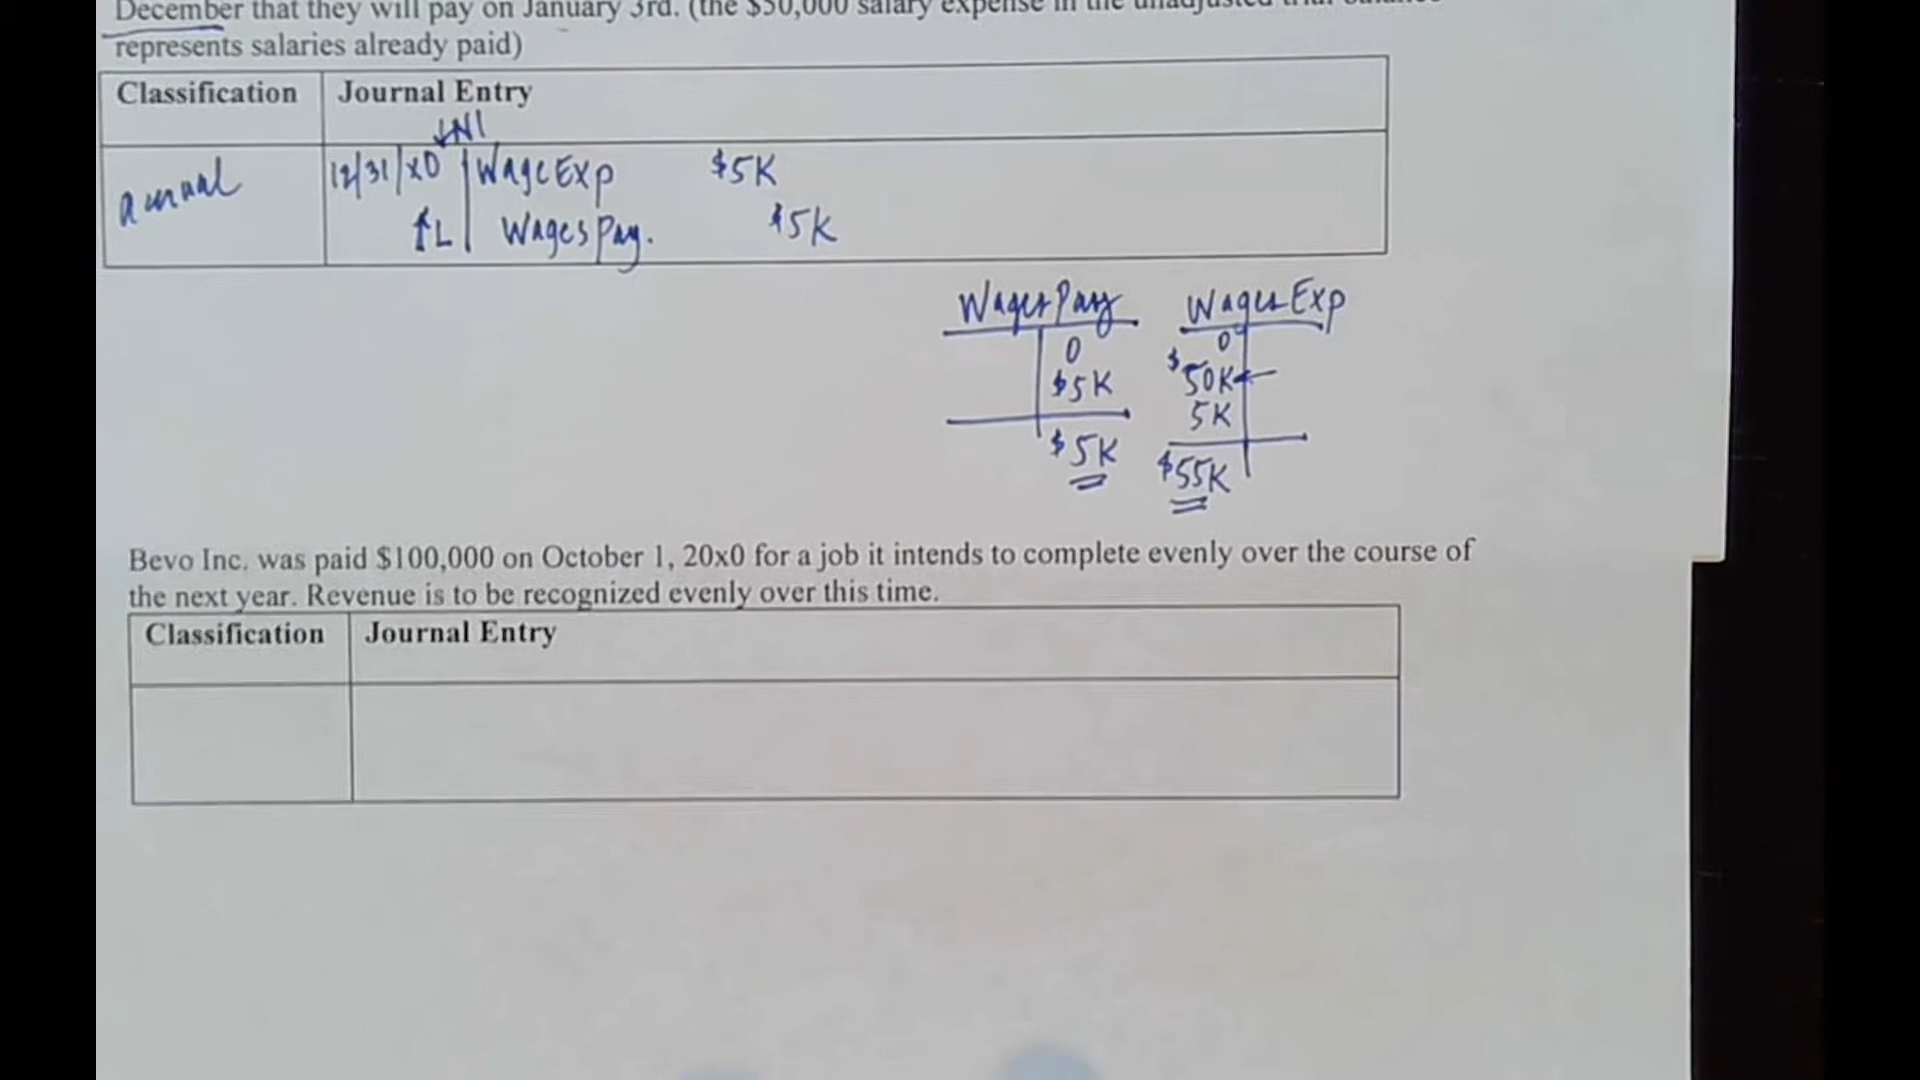 December that they will pay on January 3rd. (the $50,000 salary expense in the unadjusted trial balance
represents salaries already paid)
Classification Journal Entry
↓NI
accrual 12/31/x0 Wage Exp $5K
↑L Wages Pay. $5K
Wages Pay Wages Exp
0 0
$5K $50K
5K
$5K $55K
Bevo Inc. was paid $100,000 on October 1, 20x0 for a job it intends to complete evenly over the course of
the next year. Revenue is to be recognized evenly over this time.
Classification Journal Entry